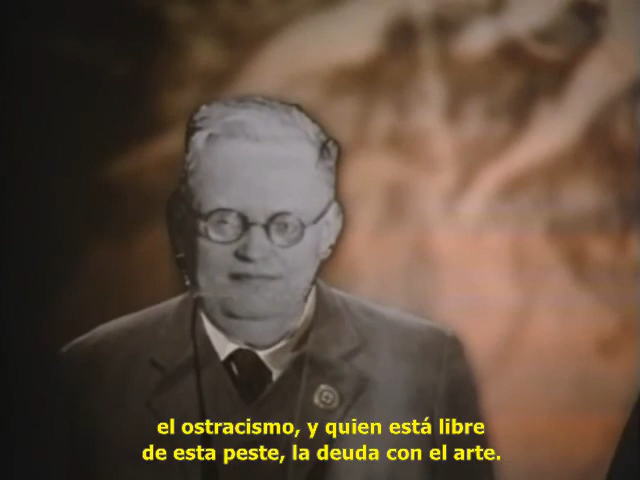 el ostracismo, y quien está libre
de esta peste, la deuda con el arte.